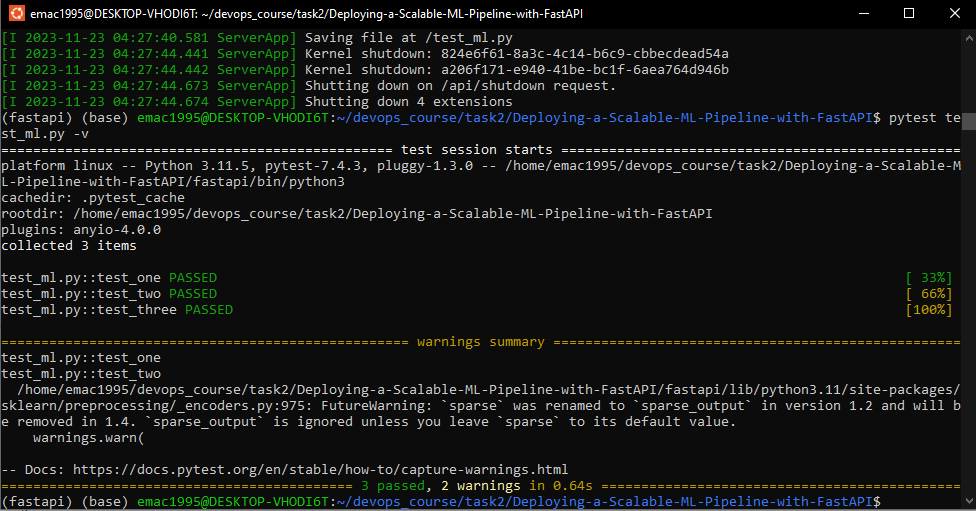 emac1995@DESKTOP-VHODI6T: ~/devops_course/task2/Deploying-a-Scalable-ML-Pipeline-with-FastAPI
[I 2023-11-23 04:27:40.581 ServerApp] Saving file at /test_ml.py
[I 2023-11-23 04:27:44.441 ServerApp] Kernel shutdown: 824e6f61-8a3c-4c14-b6c9-cbbecdead54a
[I 2023-11-23 04:27:44.442 ServerApp] Kernel shutdown: a206f171-e940-41be-bc1f-6aea764d946b
[I 2023-11-23 04:27:44.673 ServerApp] Shutting down on /api/shutdown request.
[I 2023-11-23 04:27:44.674 ServerApp] Shutting down 4 extensions
(fastapi) (base) emac1995@DESKTOP-VHODI6T:~/devops_course/task2/Deploying-a-Scalable-ML-Pipeline-with-FastAPI$ pytest te
st_ml.py -v
================================================= test session starts ==================================================
platform linux -- Python 3.11.5, pytest-7.4.3, pluggy-1.3.0 -- /home/emac1995/devops_course/task2/Deploying-a-Scalable-M
L-Pipeline-with-FastAPI/fastapi/bin/python3
cachedir: .pytest_cache
rootdir: /home/emac1995/devops_course/task2/Deploying-a-Scalable-ML-Pipeline-with-FastAPI
plugins: anyio-4.0.0
collected 3 items
test_ml.py::test_one PASSED [ 33%]
test_ml.py::test_two PASSED [ 66%]
test_ml.py::test_three PASSED [100%]
=================================================== warnings summary ===================================================
test_ml.py::test_one
test_ml.py::test_two
/home/emac1995/devops_course/task2/Deploying-a-Scalable-ML-Pipeline-with-FastAPI/fastapi/lib/python3.11/site-packages/
sklearn/preprocessing/_encoders.py:975: FutureWarning: `sparse` was renamed to `sparse_output` in version 1.2 and will b
e removed in 1.4. `sparse_output` is ignored unless you leave `sparse` to its default value.
warnings.warn(
-- Docs: https://docs.pytest.org/en/stable/how-to/capture-warnings.html
============================================ 3 passed, 2 warnings in 0.64s =============================================
(fastapi) (base) emac1995@DESKTOP-VHODI6T:~/devops_course/task2/Deploying-a-Scalable-ML-Pipeline-with-FastAPI$